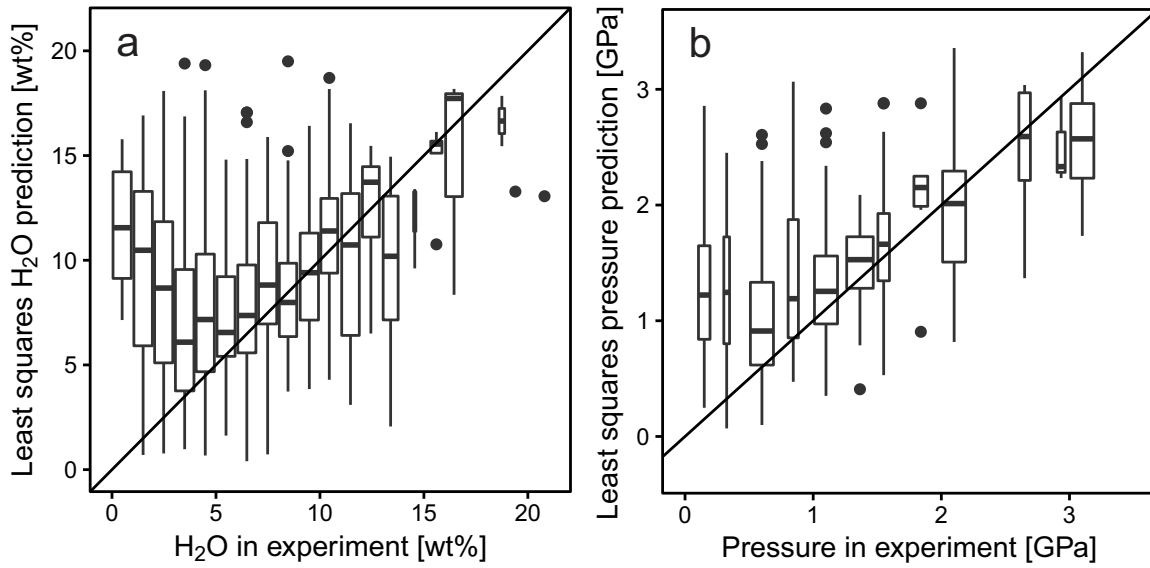 a
Least squares H₂O prediction [wt%]
20
15
10
5
0
0 5 10 15 20
H₂O in experiment [wt%]
b
Least squares pressure prediction [GPa]
3
2
1
0
0 1 2 3
Pressure in experiment [GPa]